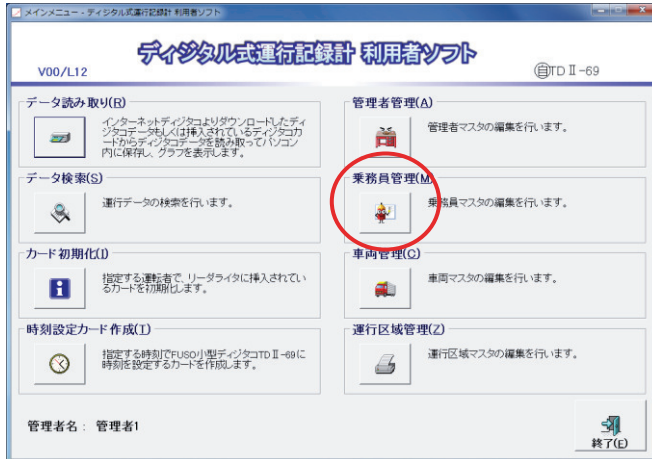 メインメニュー - ディジタル式運行記録計 利用者ソフト
ディジタル式運行記録計 利用者ソフト
V00/L12
自TDⅡ-69
データ読み取り(R)
インターネットディジタコよりダウンロードしたディ
ジタコデータもしくは挿入されているディジタコカ
ードからディジタコデータを読み取ってパソコン
内に保存し、グラフを表示します。
データ検索(S)
運行データの検索を行います。
カード初期化(I)
指定する運転者で、リーダライタに挿入されてい
るカードを初期化します。
時刻設定カード作成(T)
指定する時刻でFUSO小型ディジタコTDⅡ-69に
時刻を設定するカードを作成します。
管理者管理(A)
管理者マスタの編集を行います。
乗務員管理(M)
乗務員マスタの編集を行います。
車両管理(C)
車両マスタの編集を行います。
運行区域管理(Z)
運行区域マスタの編集を行います。
管理者名: 管理者1
終了(E)